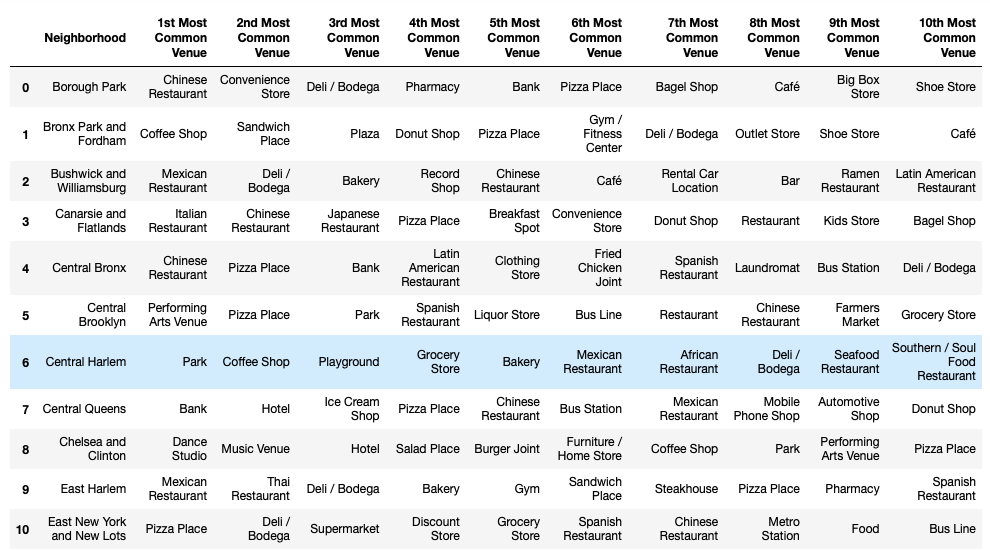 Neighborhood 1st Most Common Venue 2nd Most Common Venue 3rd Most Common Venue 4th Most Common Venue 5th Most Common Venue 6th Most Common Venue 7th Most Common Venue 8th Most Common Venue 9th Most Common Venue 10th Most Common Venue
0 Borough Park Chinese Restaurant Convenience Store Deli / Bodega Pharmacy Bank Pizza Place Bagel Shop Café Big Box Store Shoe Store
1 Bronx Park and Fordham Coffee Shop Sandwich Place Plaza Donut Shop Pizza Place Gym / Fitness Center Deli / Bodega Outlet Store Shoe Store Café
2 Bushwick and Williamsburg Mexican Restaurant Deli / Bodega Bakery Record Shop Chinese Restaurant Café Rental Car Location Bar Ramen Restaurant Latin American Restaurant
3 Canarsie and Flatlands Italian Restaurant Chinese Restaurant Japanese Restaurant Pizza Place Breakfast Spot Convenience Store Donut Shop Restaurant Kids Store Bagel Shop
4 Central Bronx Chinese Restaurant Pizza Place Bank Latin American Restaurant Clothing Store Fried Chicken Joint Spanish Restaurant Laundromat Bus Station Deli / Bodega
5 Central Brooklyn Performing Arts Venue Pizza Place Park Spanish Restaurant Liquor Store Bus Line Restaurant Chinese Restaurant Farmers Market Grocery Store
6 Central Harlem Park Coffee Shop Playground Grocery Store Bakery Mexican Restaurant African Restaurant Deli / Bodega Seafood Restaurant Southern / Soul Food Restaurant
7 Central Queens Bank Hotel Ice Cream Shop Pizza Place Chinese Restaurant Bus Station Mexican Restaurant Mobile Phone Shop Automotive Shop Donut Shop
8 Chelsea and Clinton Dance Studio Music Venue Hotel Salad Place Burger Joint Furniture / Home Store Coffee Shop Park Performing Arts Venue Pizza Place
9 East Harlem Mexican Restaurant Thai Restaurant Deli / Bodega Bakery Gym Sandwich Place Steakhouse Pizza Place Pharmacy Spanish Restaurant
10 East New York and New Lots Pizza Place Deli / Bodega Supermarket Discount Store Grocery Store Spanish Restaurant Chinese Restaurant Metro Station Food Bus Line